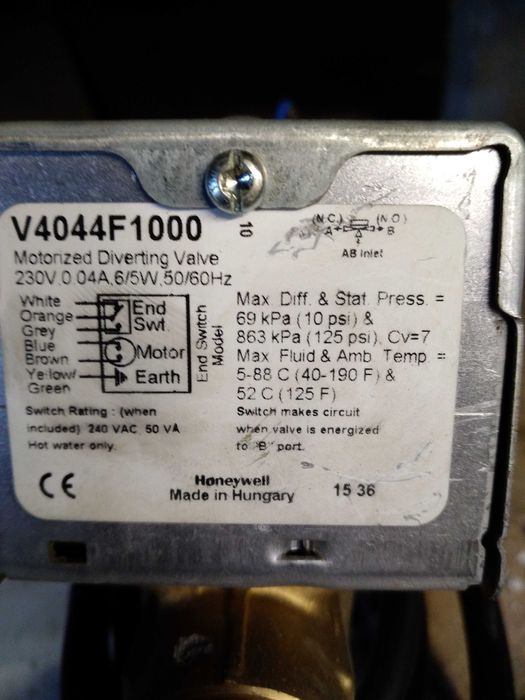 V4044F1000
10
(N.C.) (N.O.)
A B
AB Inlet
Motorized Diverting Valve
230V,0.04A,6/5W,50/60Hz
White
Orange
Grey
Blue
Brown
Yellow/
Green
End
Swt.
Motor
Earth
End Switch
Model
Max. Diff. & Stat. Press. =
69 kPa (10 psi) &
863 kPa (125 psi), Cv=7
Max. Fluid & Amb. Temp =
5-88 C (40-190 F) &
52 C (125 F)
Switch Rating : (when
included) 240 VAC, 50 VA
Hot water only.
Switch makes circuit
when valve is energized
to "B" port.
CE
Honeywell
Made in Hungary
15 36